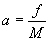 a = f/M